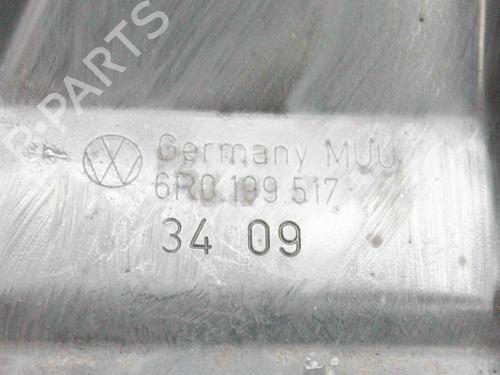 B-PARTS
Germany MUU
6R0 199 517
34 09